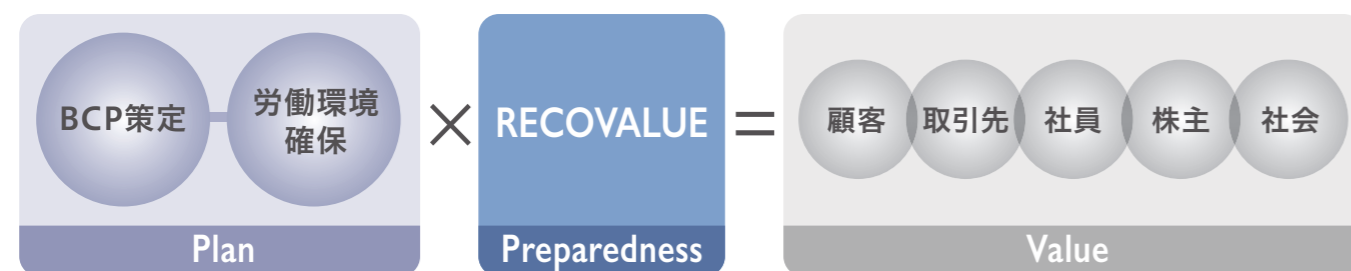 BCP策定
労働環境
確保
×
RECOVALUE
=
顧客
取引先
社員
株主
社会
Plan
Preparedness
Value